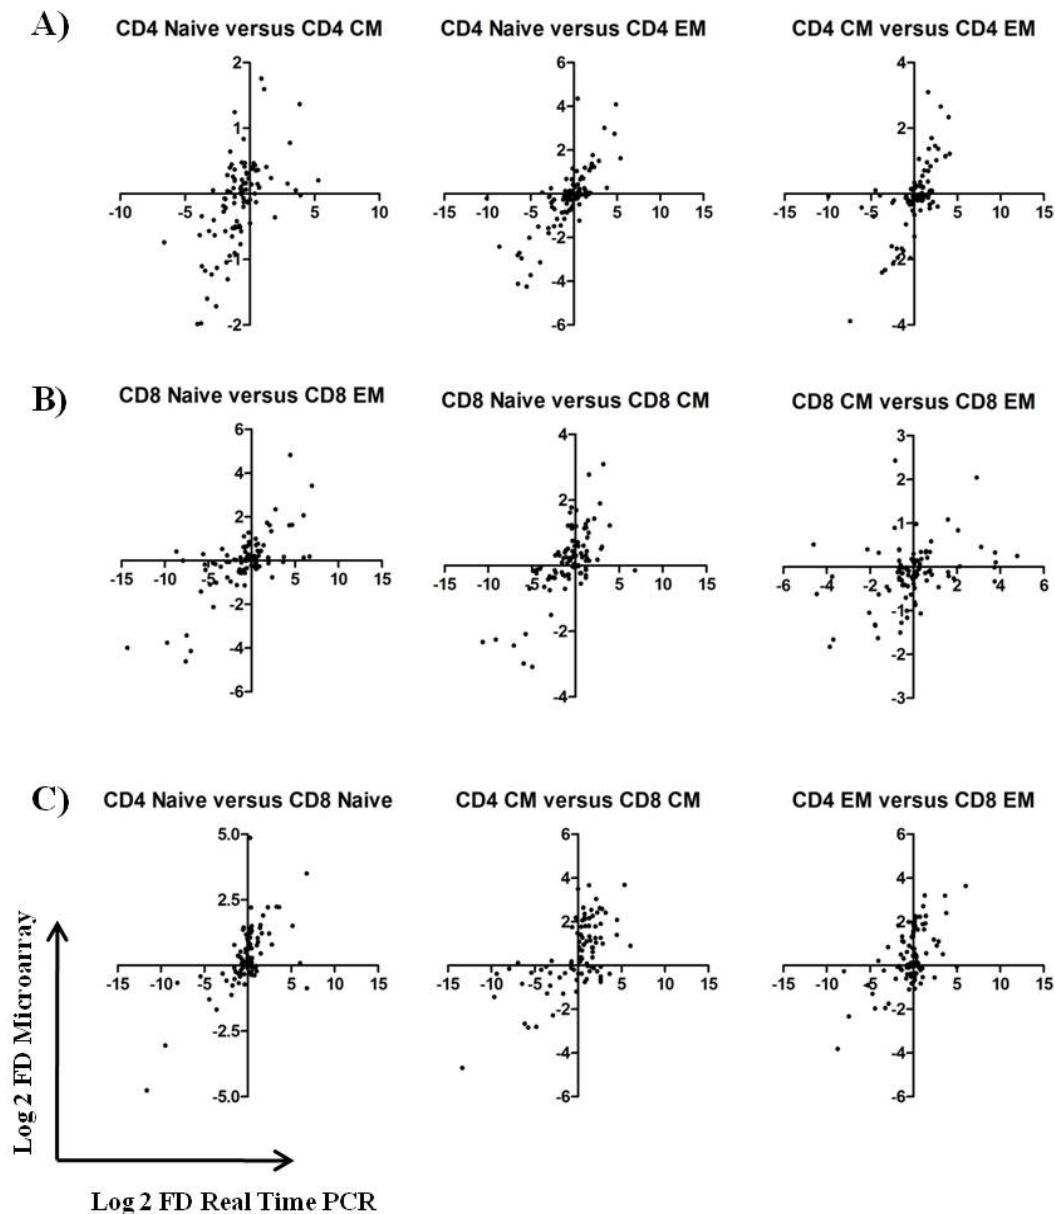 A)
CD4 Naive versus CD4 CM
2
1
-1
-2
-10 -5 5 10
CD4 Naive versus CD4 EM
6
4
2
-2
-4
-6
-15 -10 -5 5 10 15
CD4 CM versus CD4 EM
4
2
-2
-4
-15 -10 -5 5 10 15
B)
CD8 Naive versus CD8 EM
6
4
2
-2
-4
-6
15 -10 -5 5 10 15
CD8 Naive versus CD8 CM
4
2
-2
-4
-15 -10 -5 5 10 15
CD8 CM versus CD8 EM
3
2
1
-1
-2
-3
-6 -4 -2 2 4 6
C)
CD4 Naive versus CD8 Naive
5.0
2.5
-2.5
-5.0
-15 -10 -5 5 10 15
CD4 CM versus CD8 CM
6
4
2
-2
-4
-6
-15 -10 -5 5 10 15
CD4 EM versus CD8 EM
6
4
2
-2
-4
-6
-15 -10 -5 5 10 15
Log 2 FD Microarray
Log 2 FD Real Time PCR